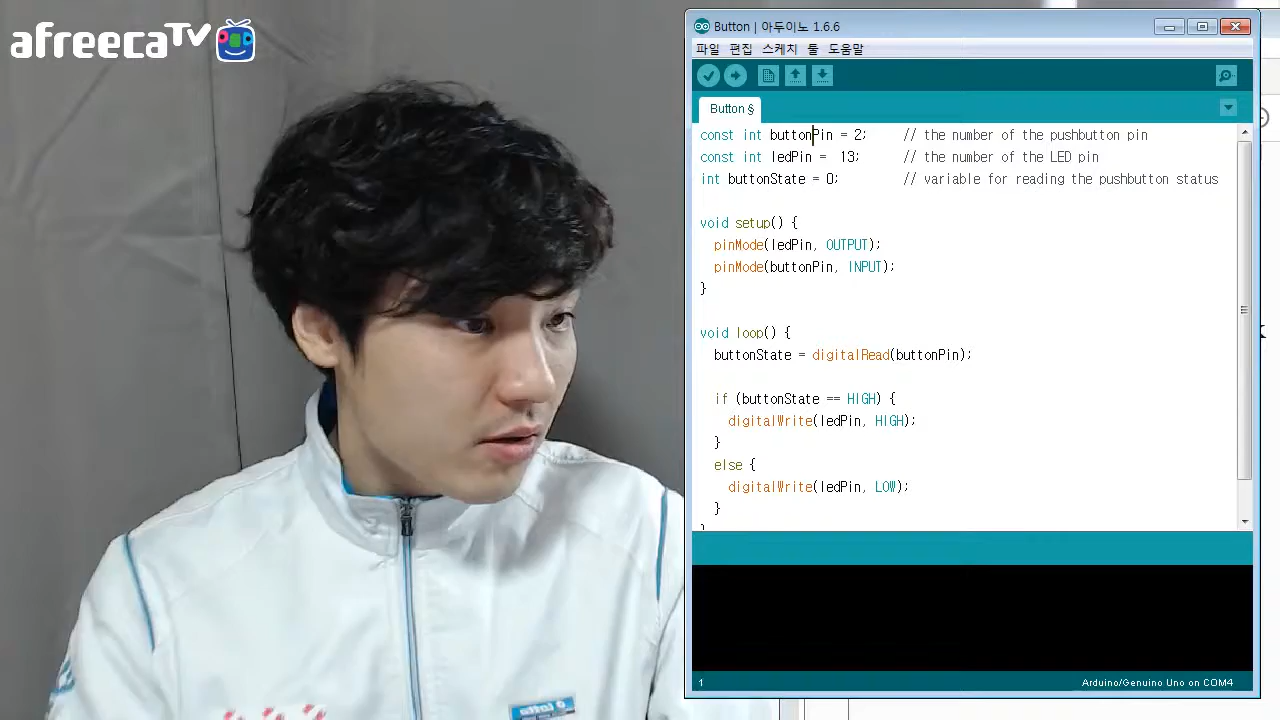 afreecaTV
Button | 아두이노 1.6.6
파일 편집 스케치 툴 도움말
Button §
const int buttonPin = 2;     // the number of the pushbutton pin
const int ledPin =  13;      // the number of the LED pin
int buttonState = 0;         // variable for reading the pushbutton status
void setup() {
  pinMode(ledPin, OUTPUT);
  pinMode(buttonPin, INPUT);
}
void loop() {
  buttonState = digitalRead(buttonPin);
  if (buttonState == HIGH) {
    digitalWrite(ledPin, HIGH);
  }
  else {
    digitalWrite(ledPin, LOW);
  }
}
1
Arduino/Genuino Uno on COM4